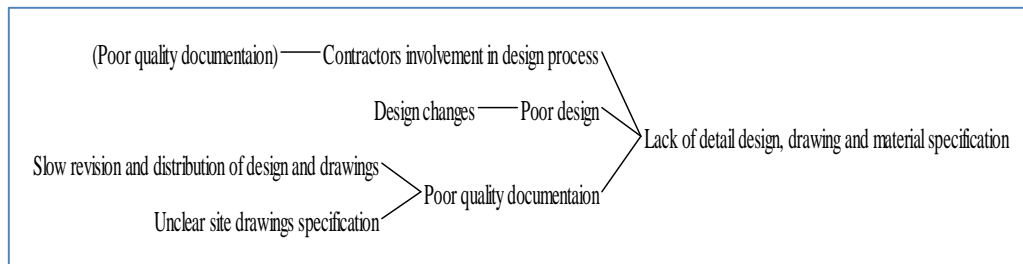 (Poor quality documentaion) Contractors involvement in design process
Design changes Poor design
Lack of detail design, drawing and material specification
Slow revision and distribution of design and drawings
Poor quality documentaion
Unclear site drawings specification